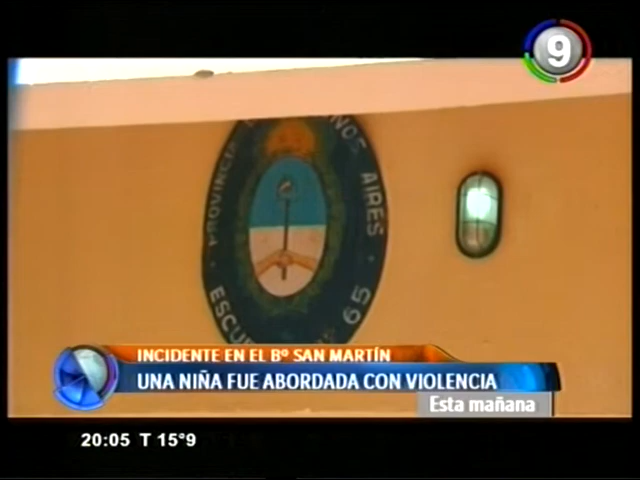 9
PROVINCIA
NOS AIRES
65
INCIDENTE EN EL Bº SAN MARTÍN
UNA NIÑA FUE ABORDADA CON VIOLENCIA
Esta mañana
20:05 T 15°9